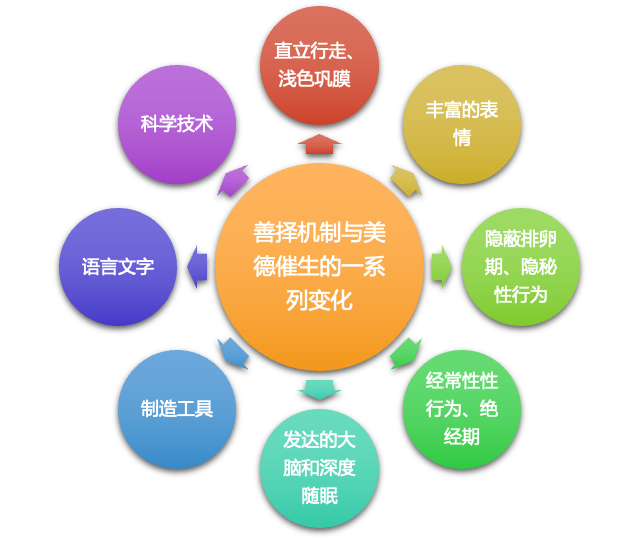 直立行走、
浅色巩膜
丰富的表
情
隐蔽排卵
期、隐秘
性行为
经常性性
行为、绝
经期
发达的大
脑和深度
随眠
制造工具
语言文字
科学技术
善择机制与美
德催生的一系
列变化